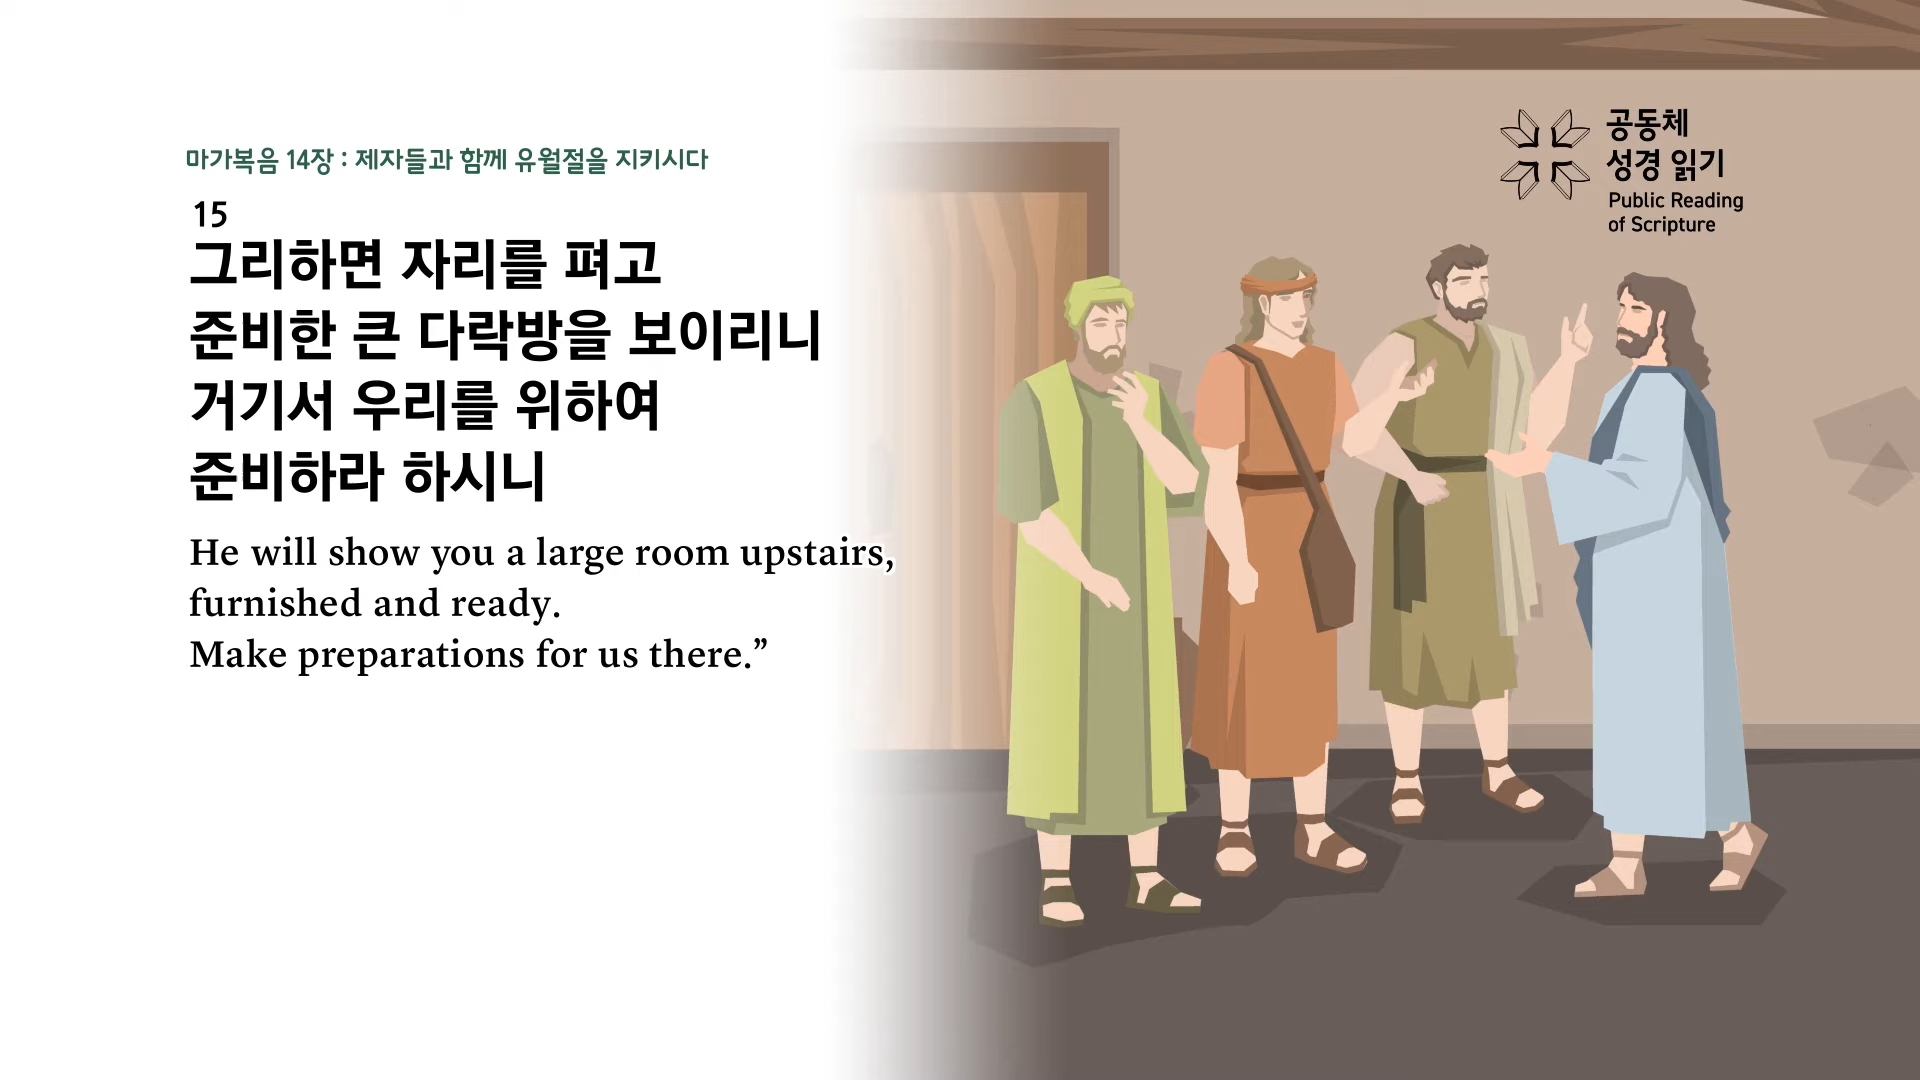 마가복음 14장 : 제자들과 함께 유월절을 지키시다
15
그리하면 자리를 펴고
준비한 큰 다락방을 보이리니
거기서 우리를 위하여
준비하라 하시니
He will show you a large room upstairs,
furnished and ready.
Make preparations for us there.”
공동체
성경 읽기
Public Reading
of Scripture